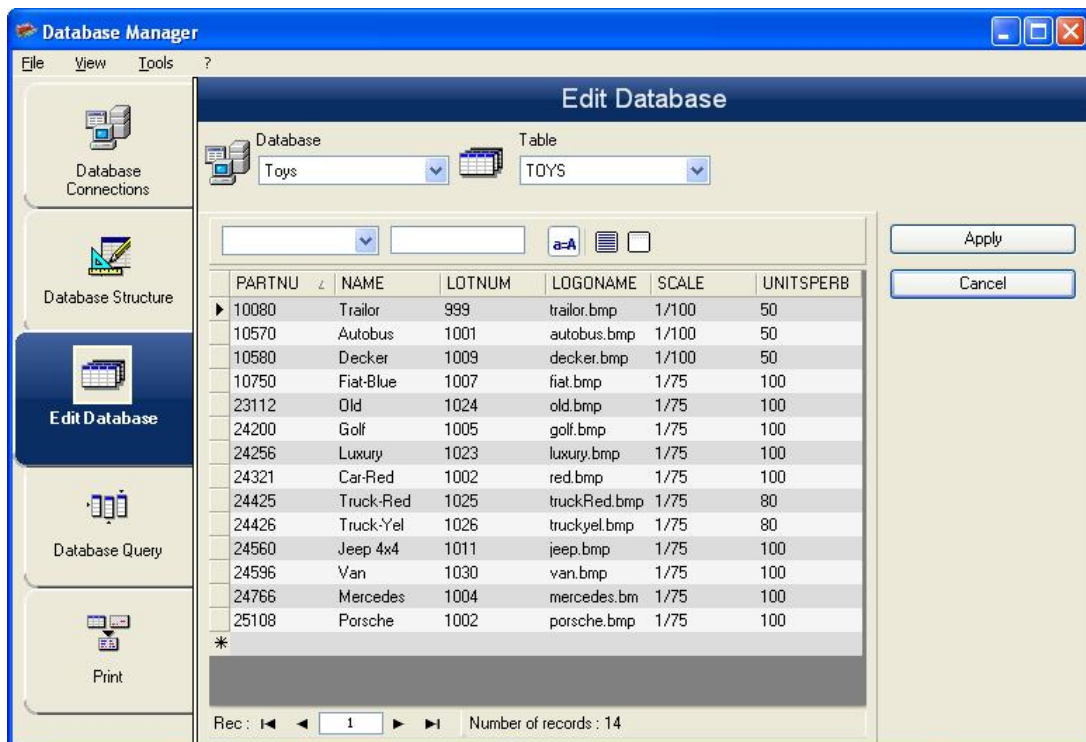 Database Manager
File View Tools ?
Edit Database
Database Connections
Database Structure
Edit Database
Database Query
Print
Database
Toys
Table
TOYS
a=A
Apply
Cancel
PARTNU NAME LOTNUM LOGONAME SCALE UNITSPERB
10080 Trailor 999 trailor.bmp 1/100 50
10570 Autobus 1001 autobus.bmp 1/100 50
10580 Decker 1009 decker.bmp 1/100 50
10750 Fiat-Blue 1007 fiat.bmp 1/75 100
23112 Old 1024 old.bmp 1/75 100
24200 Golf 1005 golf.bmp 1/75 100
24256 Luxury 1023 luxury.bmp 1/75 100
24321 Car-Red 1002 red.bmp 1/75 100
24425 Truck-Red 1025 truckRed.bmp 1/75 80
24426 Truck-Yel 1026 truckyel.bmp 1/75 80
24560 Jeep 4x4 1011 jeep.bmp 1/75 100
24596 Van 1030 van.bmp 1/75 100
24766 Mercedes 1004 mercedes.bm 1/75 100
25108 Porsche 1002 porsche.bmp 1/75 100
Rec : 1 Number of records : 14